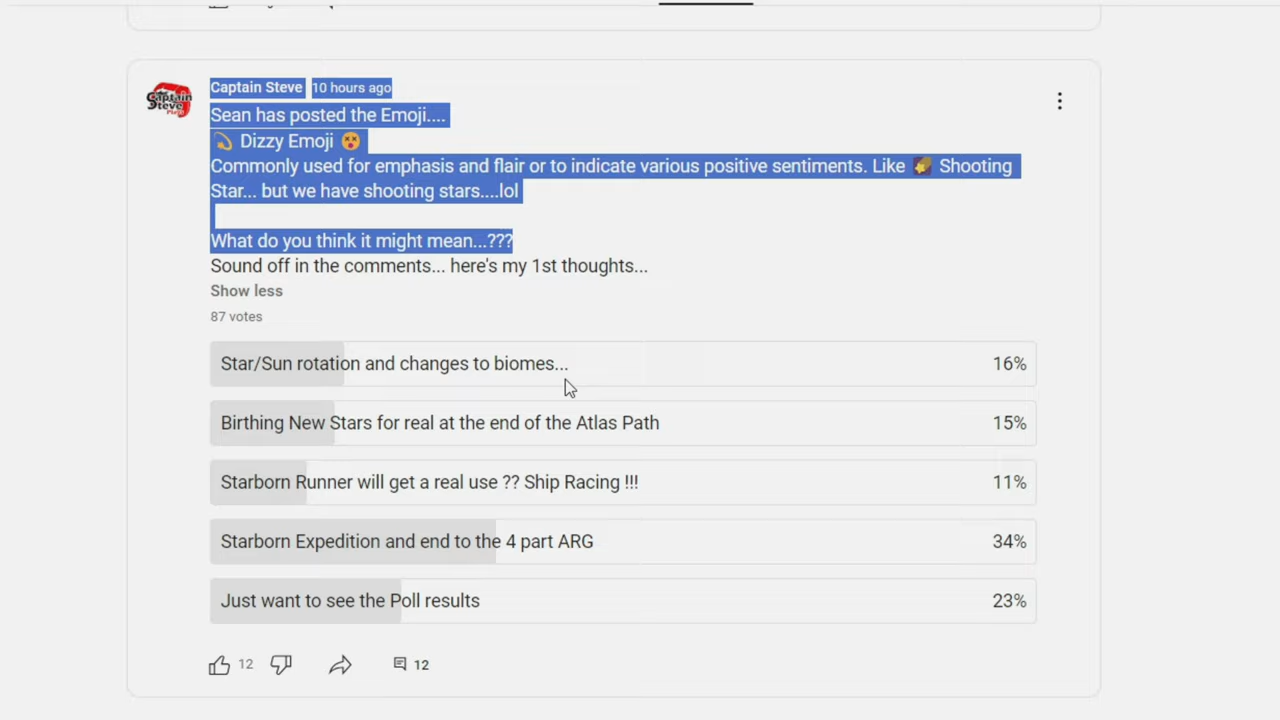 Captain Steve 10 hours ago
Captain
Steve
Plays
Sean has posted the Emoji....
💫 Dizzy Emoji 😵
Commonly used for emphasis and flair or to indicate various positive sentiments. Like 🌠 Shooting
Star... but we have shooting stars....lol
What do you think it might mean...???
Sound off in the comments... here's my 1st thoughts...
Show less
87 votes
Star/Sun rotation and changes to biomes... 16%
Birthing New Stars for real at the end of the Atlas Path 15%
Starborn Runner will get a real use ?? Ship Racing !!! 11%
Starborn Expedition and end to the 4 part ARG 34%
Just want to see the Poll results 23%
12 12